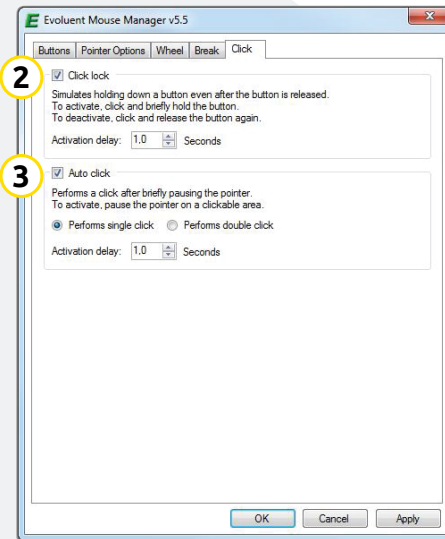 E Evoluent Mouse Manager v5.5
Buttons Pointer Options Wheel Break Click
2 Click lock
Simulates holding down a button even after the button is released.
To activate, click and briefly hold the button.
To deactivate, click and release the button again.
Activation delay: 1,0 Seconds
3 Auto click
Performs a click after briefly pausing the pointer.
To activate, pause the pointer on a clickable area.
Performs single click Performs double click
Activation delay: 1,0 Seconds
OK Cancel Apply